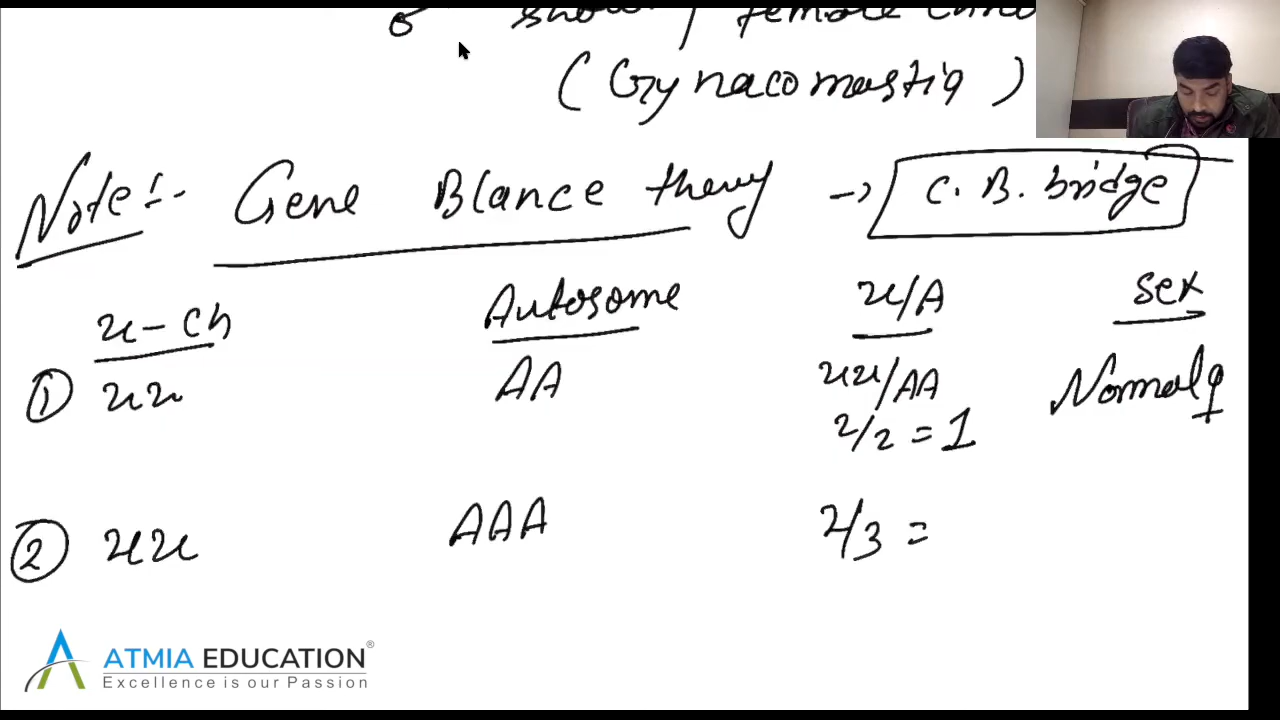 (Gynacomastia)
Note:- Gene Blance theory → C. B. bridge
x-ch Autosome x/A Sex
① xx AA xx/AA Normal ♀
2/2 = 1
② xx AAA 2/3 =
ATMIA EDUCATION®
Excellence is our Passion